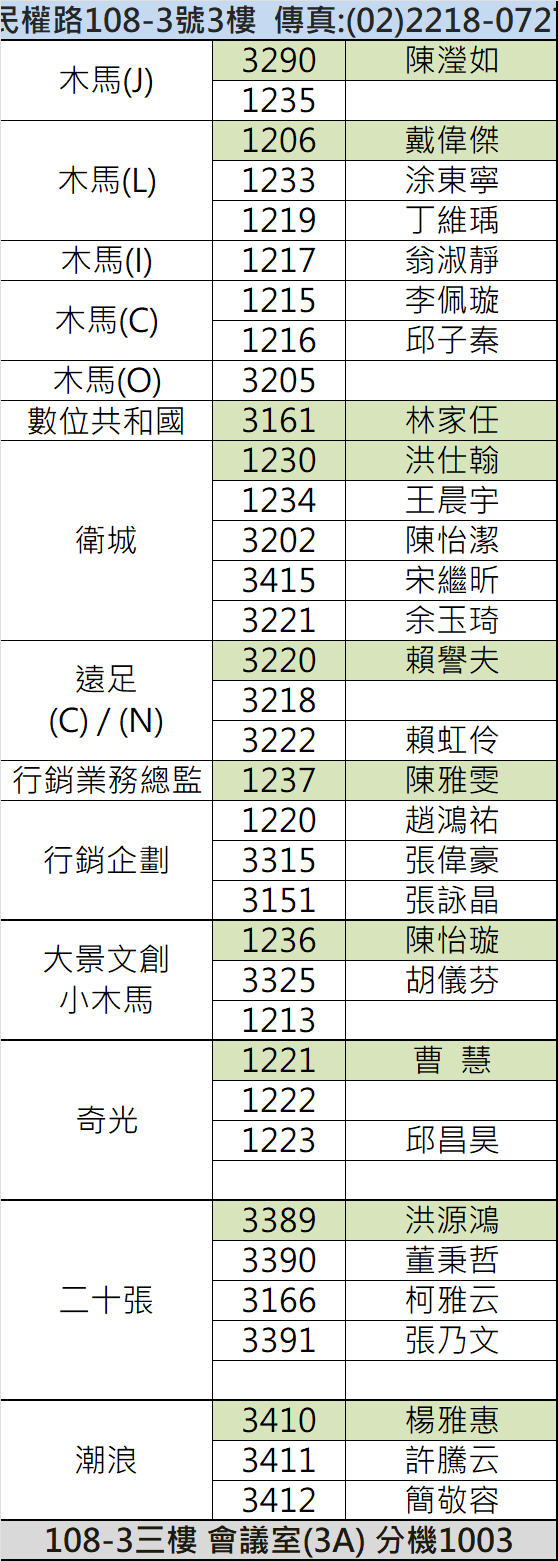 民權路108-3號3樓 傳真:(02)2218-072
木馬(J)
3290 陳瀅如
1235
木馬(L)
1206 戴偉傑
1233 涂東寧
1219 丁維瑀
木馬(I) 1217 翁淑靜
木馬(C)
1215 李佩璇
1216 邱子秦
木馬(O) 3205
數位共和國 3161 林家任
衛城
1230 洪仕翰
1234 王晨宇
3202 陳怡潔
3415 宋繼昕
3221 余玉琦
遠足
(C) / (N)
3220 賴譽夫
3218
3222 賴虹伶
行銷業務總監 1237 陳雅雯
行銷企劃
1220 趙鴻祐
3315 張偉豪
3151 張詠晶
大景文創
小木馬
1236 陳怡璇
3325 胡儀芬
1213
奇光
1221 曹 慧
1222
1223 邱昌昊
二十張
3389 洪源鴻
3390 董秉哲
3166 柯雅云
3391 張乃文
潮浪
3410 楊雅惠
3411 許騰云
3412 簡敬容
108-3三樓 會議室(3A) 分機1003